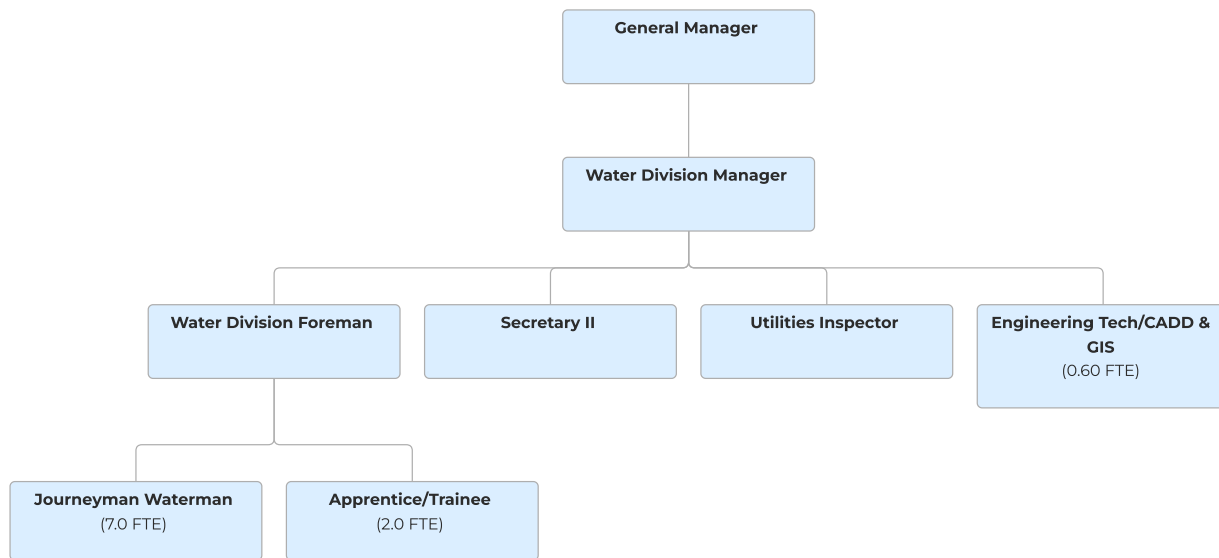 General Manager
Water Division Manager
Water Division Foreman
Secretary II
Utilities Inspector
Engineering Tech/CADD &
GIS
(0.60 FTE)
Journeyman Waterman
(7.0 FTE)
Apprentice/Trainee
(2.0 FTE)